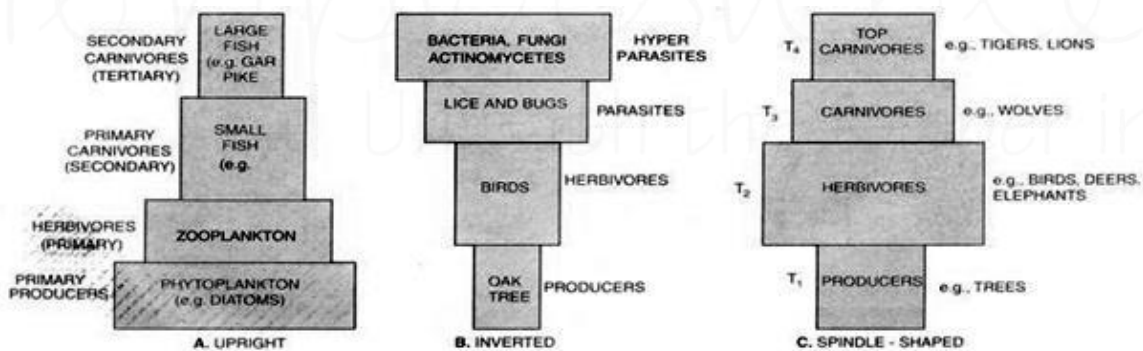 SECONDARY
CARNIVORES
(TERTIARY)
LARGE
FISH
(e.g. GAR
PIKE
PRIMARY
CARNIVORES
(SECONDARY)
SMALL
FISH
(e.g.
HERBIVORES
(PRIMARY)
ZOOPLANKTON
PRIMARY
PRODUCERS
PHYTOPLANKTON
(e.g. DIATOMS)
A. UPRIGHT
BACTERIA, FUNGI
ACTINOMYCETES
HYPER
PARASITES
LICE AND BUGS
PARASITES
BIRDS
HERBIVORES
OAK
TREE
PRODUCERS
B. INVERTED
T4
TOP
CARNIVORES
e.g., TIGERS, LIONS
T3
CARNIVORES
e.g., WOLVES
T2
HERBIVORES
e.g., BIRDS, DEERS,
ELEPHANTS
T1
PRODUCERS
e.g., TREES
C. SPINDLE - SHAPED